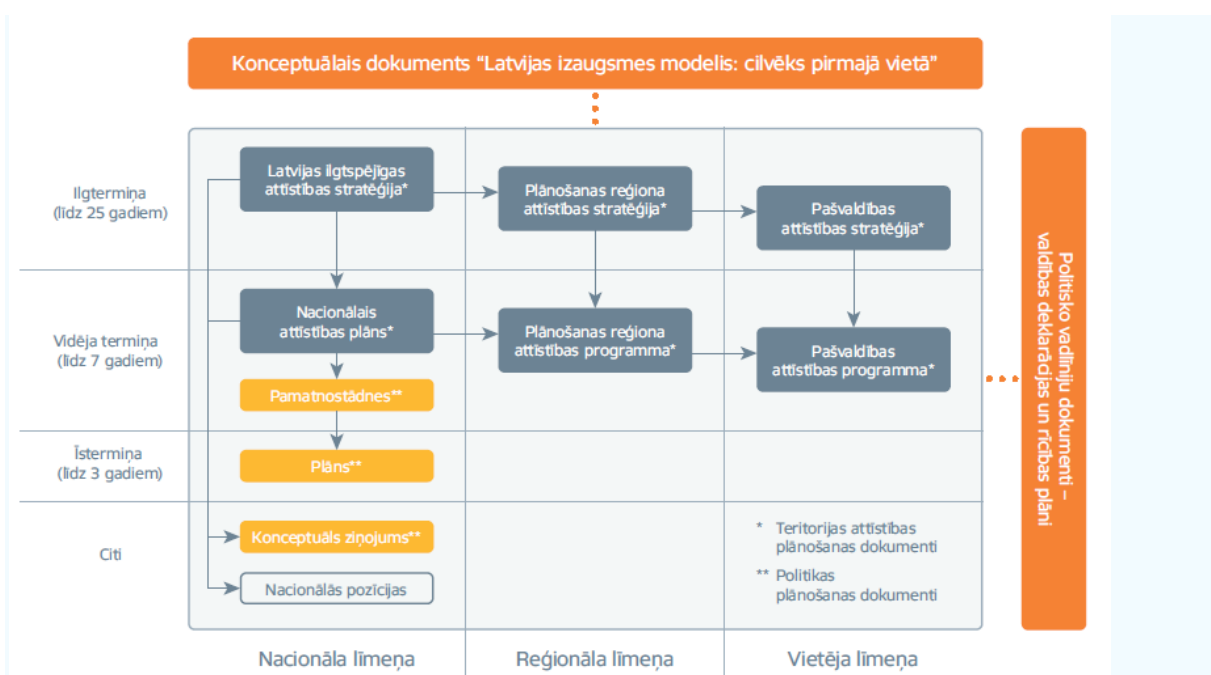 Konceptuālais dokuments “Latvijas izaugsmes modelis: cilvēks pirmajā vietā”
Ilgtermiņa
(līdz 25 gadiem)
Latvijas ilgtspējīgas
attīstības stratēģija*
Plānošanas reģiona
attīstības stratēģija*
Pašvaldības
attīstības stratēģija*
Vidēja termiņa
(līdz 7 gadiem)
Nacionālais
attīstības plāns*
Plānošanas reģiona
attīstības programma*
Pašvaldības
attīstības programma*
Pamatnostādnes**
Īstermiņa
(līdz 3 gadiem)
Plāns**
Citi
Konceptuāls ziņojums**
Nacionālās pozīcijas
* Teritorijas attīstības
plānošanas dokumenti
** Politikas
plānošanas dokumenti
Nacionāla līmeņa
Reģionāla līmeņa
Vietēja līmeņa
Politisko vadlīniju dokumenti –
valdības deklarācijas un rīcības plāni